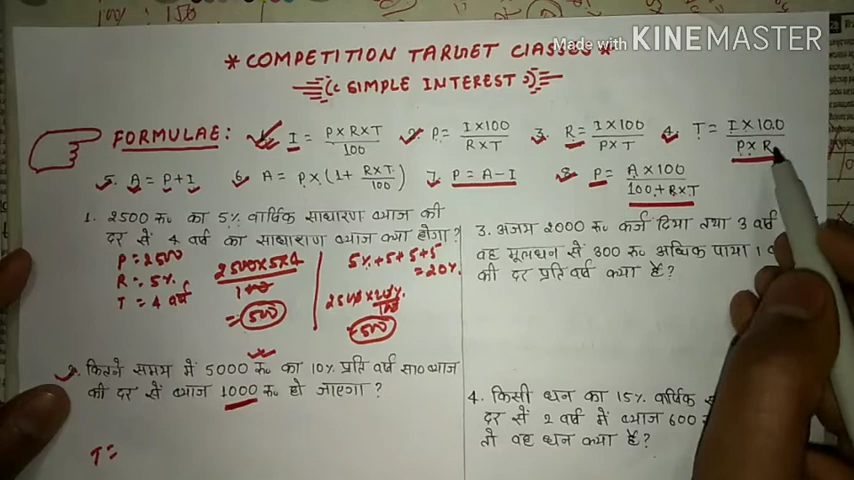 100 : 150
* COMPETITION TARGET CLASSES *
Made with KINEMASTER
(( SIMPLE INTEREST ))
FORMULAE : 1. I = P×R×T/100 2. P = I×100/R×T 3. R = I×100/P×T 4. T = I×100/P×R
5. A = P+I 6. A = P×(1+ R×T/100) 7. P = A-I 8. P = A×100/100+R×T
1. 2500 रू० का 5% वार्षिक साधारण ब्याज की
दर से 4 वर्ष का साधाराण ब्याज क्या होगा?
P = 2500
R = 5%
T = 4 वर्ष
2500×5×4/100
= 500
5%+5+5+5
= 20%
2500×20%/100
= 500
2. कितने समय में 5000 रू० का 10% प्रति वर्ष सा० ब्याज
की दर से ब्याज 1000 रू० हो जाएगा?
T =
3. अजय 2000 रू० कर्ज दिया तथा 3 वर्ष
वह मूलधन से 300 रू० अधिक पाया
की दर प्रति वर्ष क्या है?
4. किसी धन का 15% वार्षिक
दर से 2 वर्ष में ब्याज 600
तो वह धन क्या है?